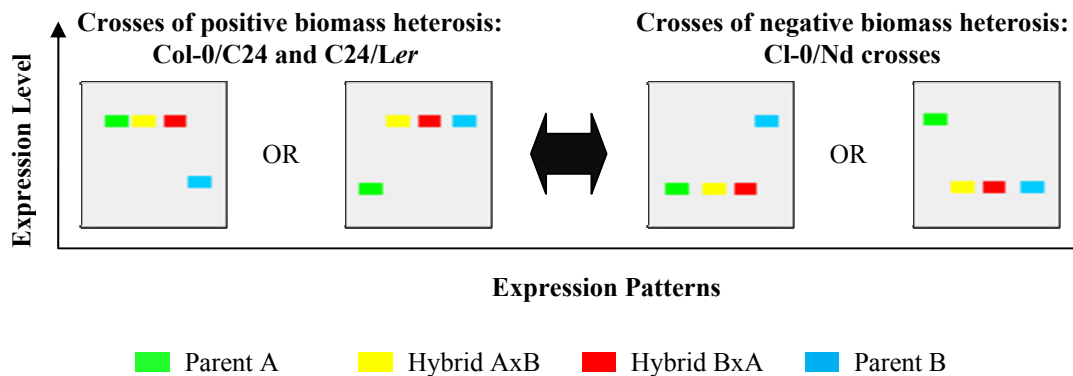 Crosses of positive biomass heterosis:
Col-0/C24 and C24/Ler
Crosses of negative biomass heterosis:
Cl-0/Nd crosses
Expression Level
OR
OR
Expression Patterns
Parent A
Hybrid AxB
Hybrid BxA
Parent B